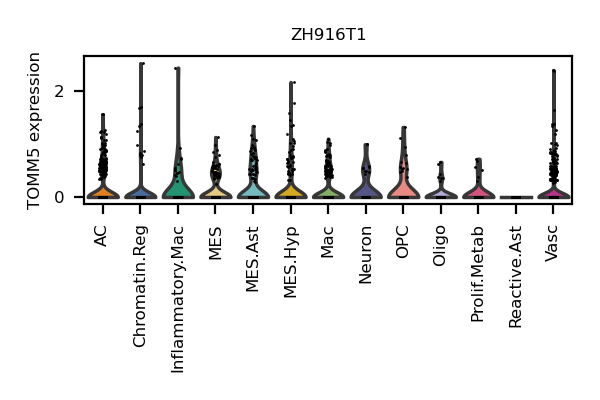 ZH916T1
TOMM5 expression
2
0
AC
Chromatin.Reg
Inflammatory.Mac
MES
MES.Ast
MES.Hyp
Mac
Neuron
OPC
Oligo
Prolif.Metab
Reactive.Ast
Vasc